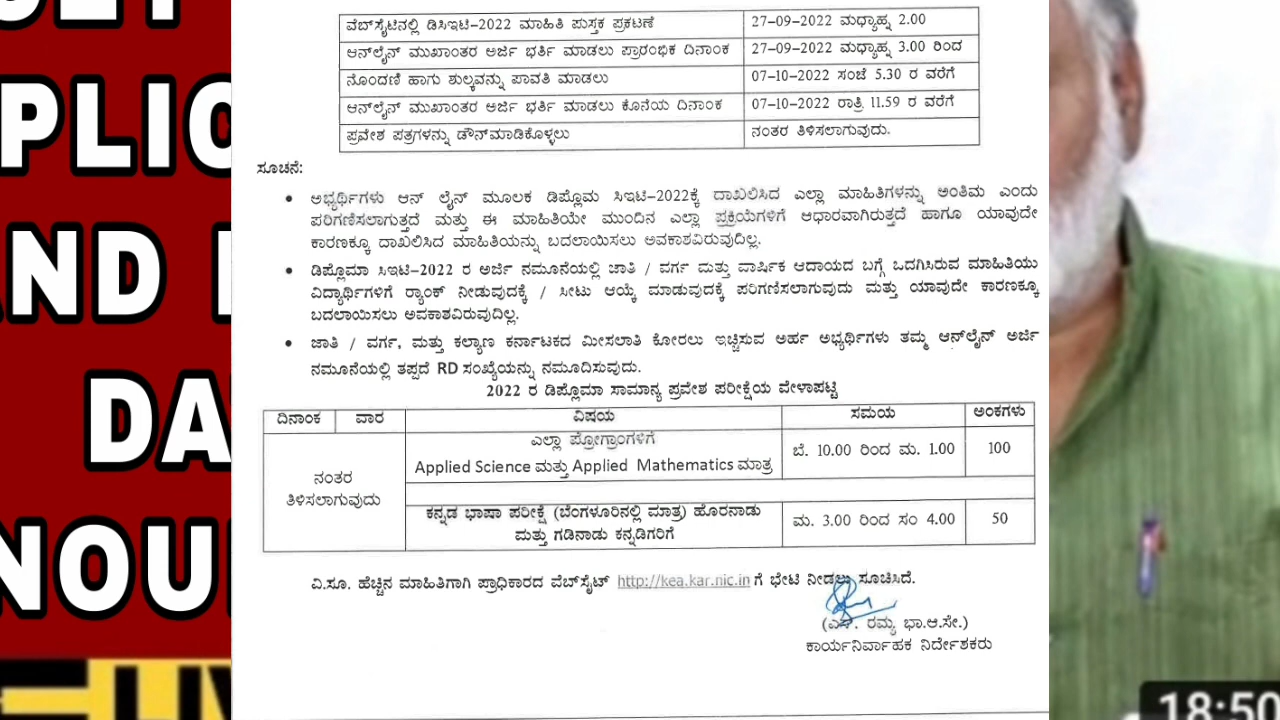 PLIC
AND
DA
NOU
ವೆಬ್‌ಸೈಟಿನಲ್ಲಿ ಡಿಸಿಇಟಿ–2022 ಮಾಹಿತಿ ಪುಸ್ತಕ ಪ್ರಕಟಣೆ 27-09-2022 ಮಧ್ಯಾಹ್ನ 2.00
ಆನ್‌ಲೈನ್ ಮುಖಾಂತರ ಅರ್ಜಿ ಭರ್ತಿ ಮಾಡಲು ಪ್ರಾರಂಭಿಕ ದಿನಾಂಕ 27-09-2022 ಮಧ್ಯಾಹ್ನ 3.00 ರಿಂದ
ನೊಂದಣಿ ಹಾಗು ಶುಲ್ಕವನ್ನು ಪಾವತಿ ಮಾಡಲು 07-10-2022 ಸಂಜೆ 5.30 ರ ವರೆಗೆ
ಆನ್‌ಲೈನ್ ಮುಖಾಂತರ ಅರ್ಜಿ ಭರ್ತಿ ಮಾಡಲು ಕೊನೆಯ ದಿನಾಂಕ 07-10-2022 ರಾತ್ರಿ 11.59 ರ ವರೆಗೆ
ಪ್ರವೇಶ ಪತ್ರಗಳನ್ನು ಡೌನ್‌ಮಾಡಿಕೊಳ್ಳಲು ನಂತರ ತಿಳಿಸಲಾಗುವುದು.
ಸೂಚನೆ:
• ಅಭ್ಯರ್ಥಿಗಳು ಆನ್ ಲೈನ್ ಮೂಲಕ ಡಿಪ್ಲೊಮ ಸಿಇಟಿ–2022ಕ್ಕೆ ದಾಖಲಿಸಿದ ಎಲ್ಲಾ ಮಾಹಿತಿಗಳನ್ನು ಅಂತಿಮ ಎಂದು
ಪರಿಗಣಿಸಲಾಗುತ್ತದೆ ಮತ್ತು ಈ ಮಾಹಿತಿಯೇ ಮುಂದಿನ ಎಲ್ಲಾ ಪ್ರಕ್ರಿಯೆಗಳಿಗೆ ಆಧಾರವಾಗಿರುತ್ತದೆ ಹಾಗೂ ಯಾವುದೇ
ಕಾರಣಕ್ಕೂ ದಾಖಲಿಸಿದ ಮಾಹಿತಿಯನ್ನು ಬದಲಾಯಿಸಲು ಅವಕಾಶವಿರುವುದಿಲ್ಲ.
• ಡಿಪ್ಲೊಮಾ ಸಿಇಟಿ–2022 ರ ಅರ್ಜಿ ನಮೂನೆಯಲ್ಲಿ ಜಾತಿ / ವರ್ಗ ಮತ್ತು ವಾರ್ಷಿಕ ಆದಾಯದ ಬಗ್ಗೆ ಒದಗಿಸಿರುವ ಮಾಹಿತಿಯು
ವಿದ್ಯಾರ್ಥಿಗಳಿಗೆ ರ‍್ಯಾಂಕ್ ನೀಡುವುದಕ್ಕೆ / ಸೀಟು ಆಯ್ಕೆ ಮಾಡುವುದಕ್ಕೆ ಪರಿಗಣಿಸಲಾಗುವುದು ಮತ್ತು ಯಾವುದೇ ಕಾರಣಕ್ಕೂ
ಬದಲಾಯಿಸಲು ಅವಕಾಶವಿರುವುದಿಲ್ಲ.
• ಜಾತಿ / ವರ್ಗ, ಮತ್ತು ಕಲ್ಯಾಣ ಕರ್ನಾಟಕದ ಮೀಸಲಾತಿ ಕೋರಲು ಇಚ್ಚಿಸುವ ಅರ್ಹ ಅಭ್ಯರ್ಥಿಗಳು ತಮ್ಮ ಆನ್‌ಲೈನ್ ಅರ್ಜಿ
ನಮೂನೆಯಲ್ಲಿ ತಪ್ಪದೆ RD ಸಂಖ್ಯೆಯನ್ನು ನಮೂದಿಸುವುದು.
2022 ರ ಡಿಪ್ಲೊಮಾ ಸಾಮಾನ್ಯ ಪ್ರವೇಶ ಪರೀಕ್ಷೆಯ ವೇಳಾಪಟ್ಟಿ
ದಿನಾಂಕ ವಾರ ವಿಷಯ ಸಮಯ ಅಂಕಗಳು
ನಂತರ
ತಿಳಿಸಲಾಗುವುದು
ಎಲ್ಲಾ ಪ್ರೋಗ್ರಾಂಗಳಿಗೆ
Applied Science ಮತ್ತು Applied Mathematics ಮಾತ್ರ
ಬೆ. 10.00 ರಿಂದ ಮ. 1.00 100
ಕನ್ನಡ ಭಾಷಾ ಪರೀಕ್ಷೆ (ಬೆಂಗಳೂರಿನಲ್ಲಿ ಮಾತ್ರ) ಹೊರನಾಡು
ಮತ್ತು ಗಡಿನಾಡು ಕನ್ನಡಿಗರಿಗೆ
ಮ. 3.00 ರಿಂದ ಸಂ 4.00 50
ವಿ.ಸೂ. ಹೆಚ್ಚಿನ ಮಾಹಿತಿಗಾಗಿ ಪ್ರಾಧಿಕಾರದ ವೆಬ್‌ಸೈಟ್ http://kea.kar.nic.in ಗೆ ಭೇಟಿ ನೀಡಲು ಸೂಚಿಸಿದೆ.
ರಮ್ಯ ಭಾ.ಆ.ಸೇ.)
ಕಾರ್ಯನಿರ್ವಾಹಕ ನಿರ್ದೇಶಕರು
18:50